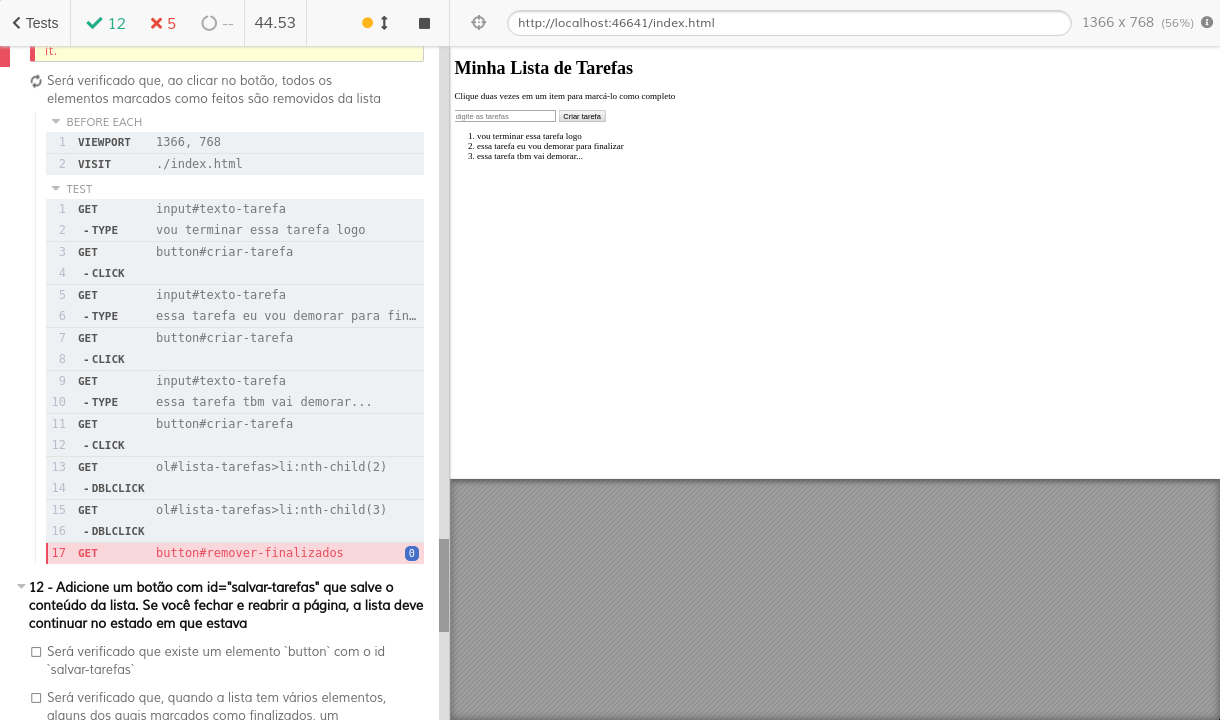 Tests 12 5 -- 44.53 http://localhost:46641/index.html 1366 x 768 (56%)
it.
Será verificado que, ao clicar no botão, todos os
elementos marcados como feitos são removidos da lista
BEFORE EACH
1 VIEWPORT 1366, 768
2 VISIT ./index.html
TEST
1 GET input#texto-tarefa
2 -TYPE vou terminar essa tarefa logo
3 GET button#criar-tarefa
4 -CLICK
5 GET input#texto-tarefa
6 -TYPE essa tarefa eu vou demorar para fin…
7 GET button#criar-tarefa
8 -CLICK
9 GET input#texto-tarefa
10 -TYPE essa tarefa tbm vai demorar...
11 GET button#criar-tarefa
12 -CLICK
13 GET ol#lista-tarefas>li:nth-child(2)
14 -DBLCLICK
15 GET ol#lista-tarefas>li:nth-child(3)
16 -DBLCLICK
17 GET button#remover-finalizados 0
12 - Adicione um botão com id="salvar-tarefas" que salve o
conteúdo da lista. Se você fechar e reabrir a página, a lista deve
continuar no estado em que estava
Será verificado que existe um elemento `button` com o id
`salvar-tarefas`
Será verificado que, quando a lista tem vários elementos,
alguns dos quais marcados como finalizados, um
Minha Lista de Tarefas
Clique duas vezes em um item para marcá-lo como completo
digite as tarefas Criar tarefa
1. vou terminar essa tarefa logo
2. essa tarefa eu vou demorar para finalizar
3. essa tarefa tbm vai demorar...